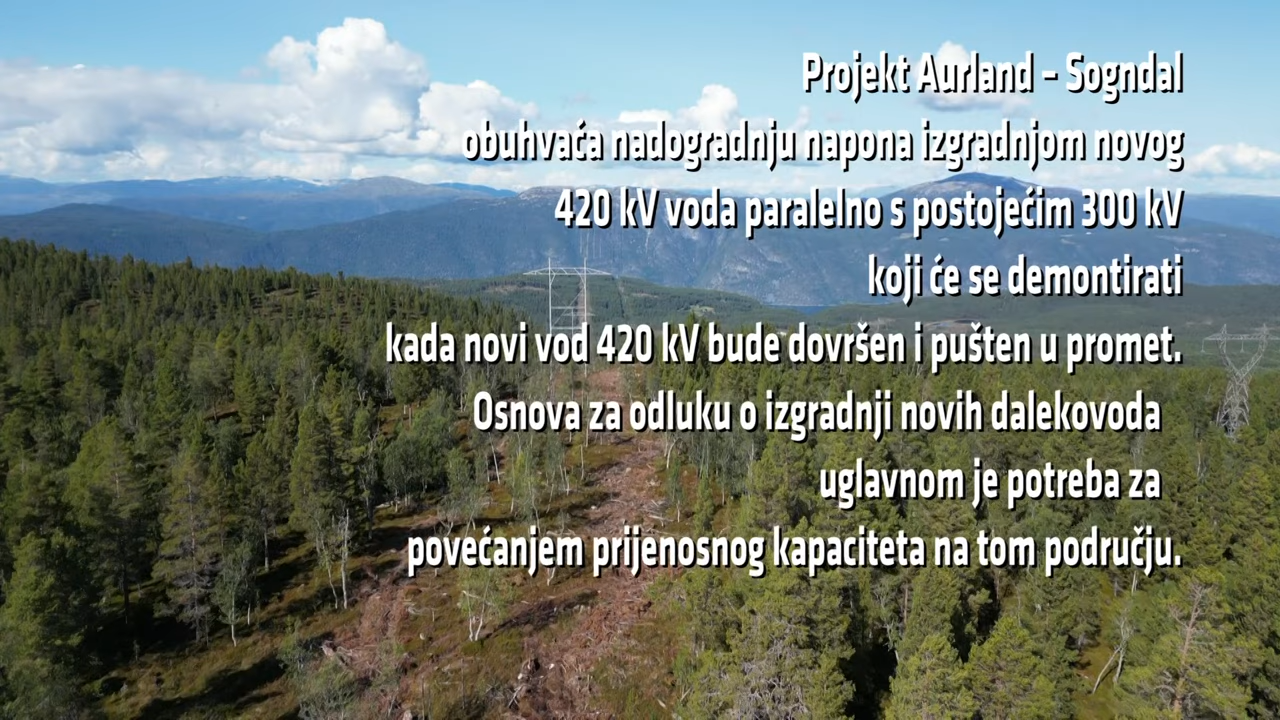 Projekt Aurland – Sogndal
obuhvaća nadogradnju napona izgradnjom novog
420 kV voda paralelno s postojećim 300 kV
koji će se demontirati
kada novi vod 420 kV bude dovršen i pušten u promet.
Osnova za odluku o izgradnji novih dalekovoda
uglavnom je potreba za
povećanjem prijenosnog kapaciteta na tom području.